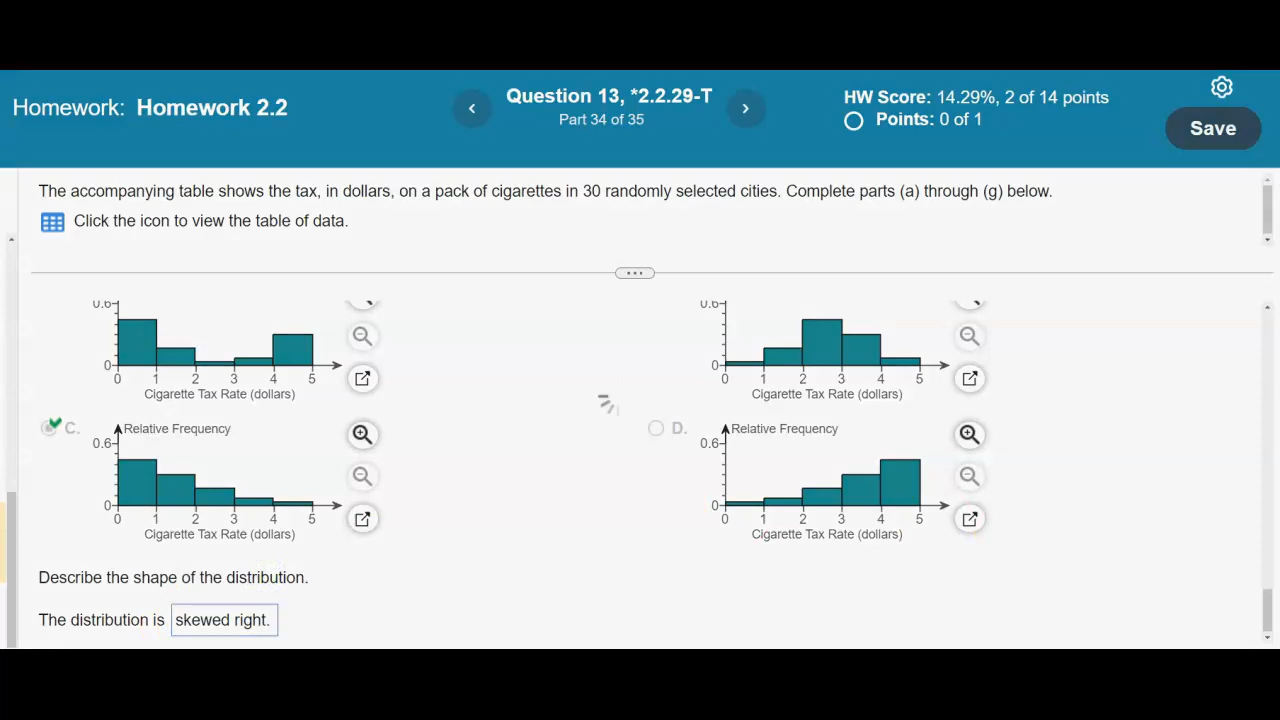 Homework: Homework 2.2
Question 13, *2.2.29-T
Part 34 of 35
HW Score: 14.29%, 2 of 14 points
Points: 0 of 1
Save
The accompanying table shows the tax, in dollars, on a pack of cigarettes in 30 randomly selected cities. Complete parts (a) through (g) below.
Click the icon to view the table of data.
0.6
0
0 1 2 3 4 5
Cigarette Tax Rate (dollars)
0.6
0
0 1 2 3 4 5
Cigarette Tax Rate (dollars)
C.
Relative Frequency
0.6
0
0 1 2 3 4 5
Cigarette Tax Rate (dollars)
D.
Relative Frequency
0.6
0
0 1 2 3 4 5
Cigarette Tax Rate (dollars)
Describe the shape of the distribution.
The distribution is skewed right.